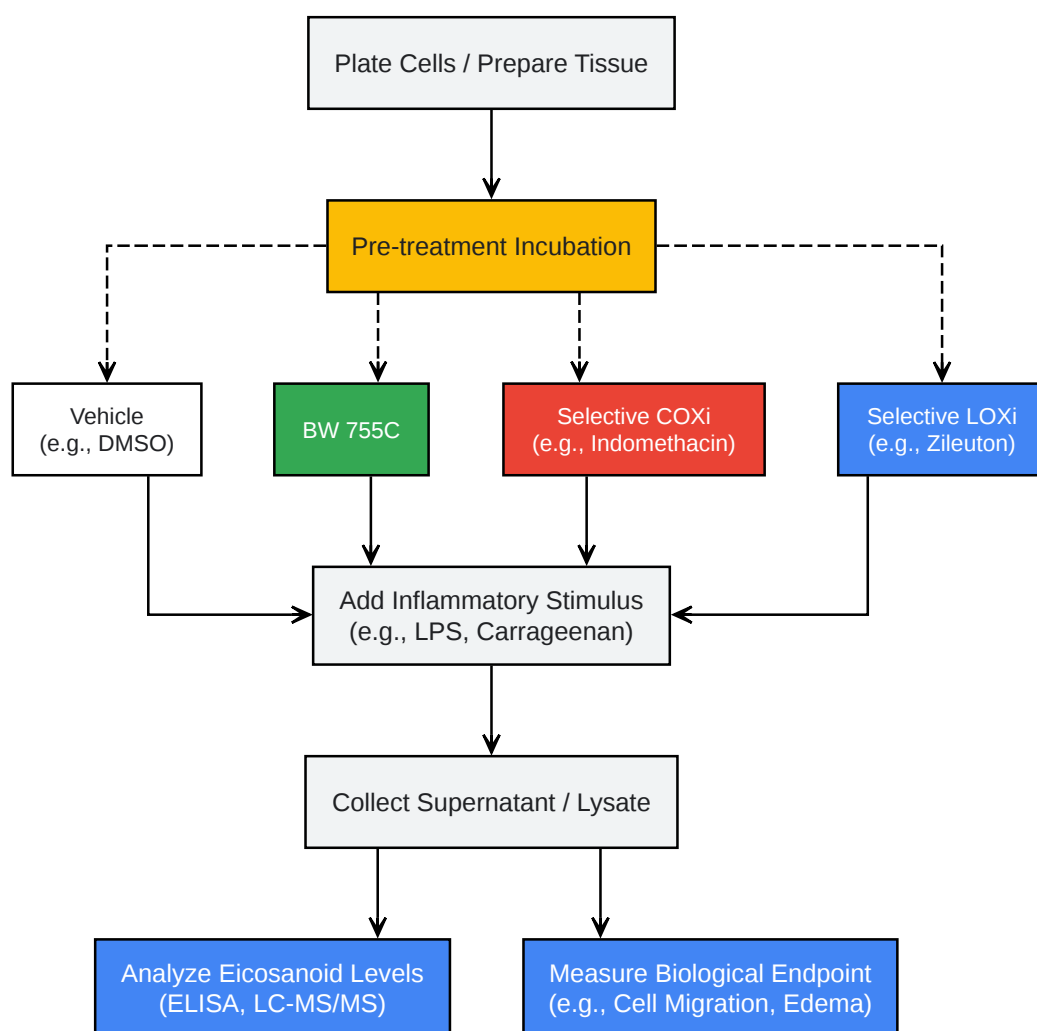 Plate Cells / Prepare Tissue
Pre-treatment Incubation
Vehicle
(e.g., DMSO)
BW 755C
Selective COXi
(e.g., Indomethacin)
Selective LOXi
(e.g., Zileuton)
Add Inflammatory Stimulus
(e.g., LPS, Carrageenan)
Collect Supernatant / Lysate
Analyze Eicosanoid Levels
(ELISA, LC-MS/MS)
Measure Biological Endpoint
(e.g., Cell Migration, Edema)